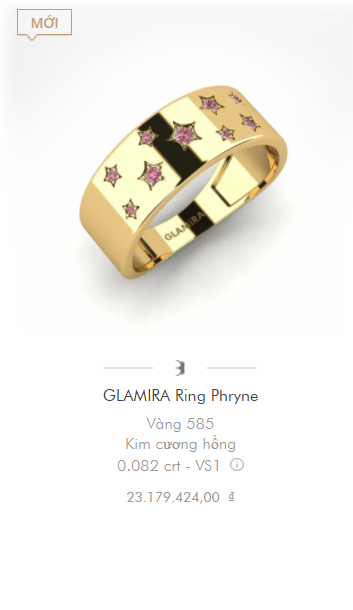 MỚI
GLAMIRA
GLAMIRA Ring Phryne
Vàng 585
Kim cương hồng
0.082 crt - VS1
23.179.424,00 ₫